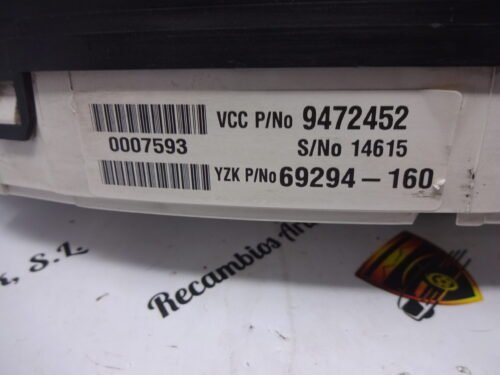 VCC P/No 9472452
0007593 S/No 14615
YZK P/No 69294-160
S.Z.
Recambios